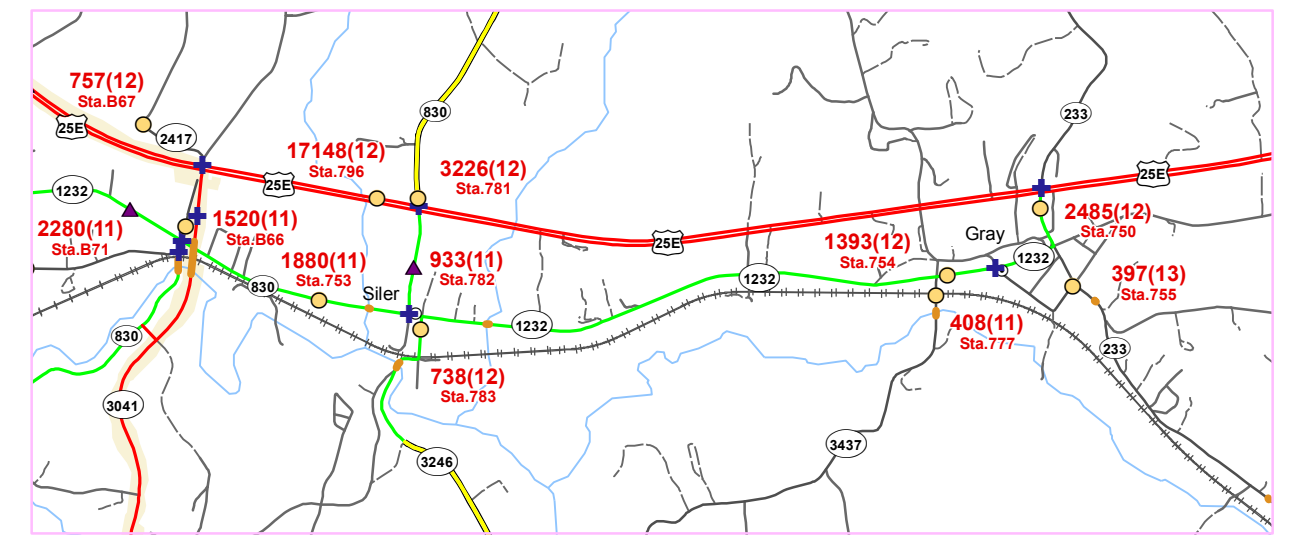 757(12)
Sta.B67
25E
2417
830
233
17148(12)
Sta.796
3226(12)
Sta.781
25E
25E
1232
2280(11)
Sta.B71
1520(11)
Sta.B66
2485(12)
Sta.750
25E
1393(12)
Sta.754
Gray
1232
1880(11)
Sta.753
933(11)
Sta.782
830
Siler
1232
397(13)
Sta.755
1232
408(11)
Sta.777
830
233
738(12)
Sta.783
3041
3246
3437